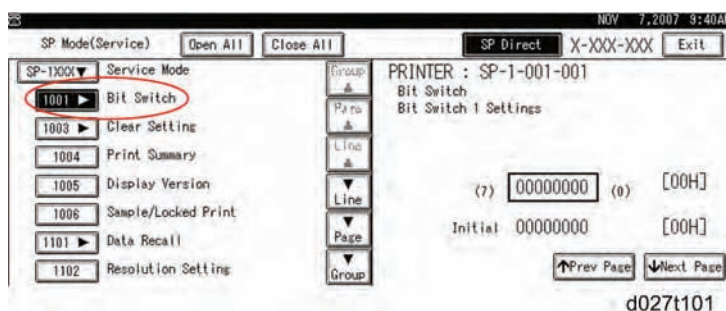 NOV 7,2007 9:40A
SP Mode(Service) Open All Close All SP Direct X-XXX-XXX Exit
SP-1XXX▼ Service Mode
1001 ► Bit Switch
1003 ► Clear Setting
1004 Print Summary
1005 Display Version
1006 Sample/Locked Print
1101 ► Data Recall
1102 Resolution Setting
Group
Line
▼ Line
▼ Page
▼ Group
PRINTER : SP-1-001-001
Bit Switch
Bit Switch 1 Settings
(7) 00000000 (0) [00H]
Initial 00000000 [00H]
↑Prev Page ↓Next Page
d027t101